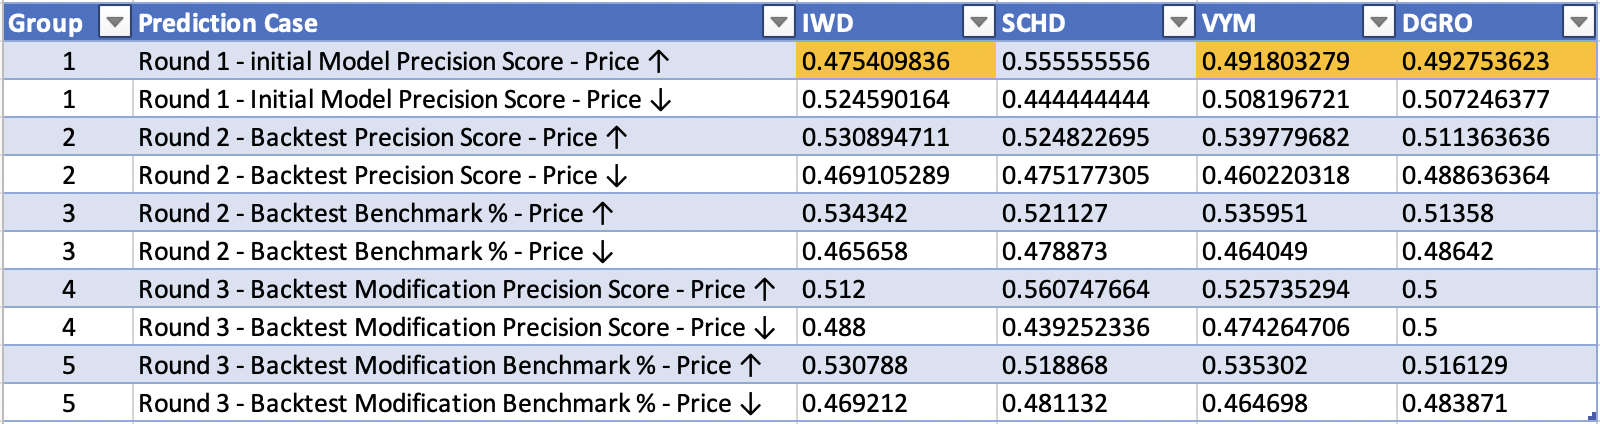 Group Prediction Case IWD SCHD VYM DGRO
1 Round 1 - initial Model Precision Score - Price ↑ 0.475409836 0.555555556 0.491803279 0.492753623
1 Round 1 - Initial Model Precision Score - Price ↓ 0.524590164 0.444444444 0.508196721 0.507246377
2 Round 2 - Backtest Precision Score - Price ↑ 0.530894711 0.524822695 0.539779682 0.511363636
2 Round 2 - Backtest Precision Score - Price ↓ 0.469105289 0.475177305 0.460220318 0.488636364
3 Round 2 - Backtest Benchmark % - Price ↑ 0.534342 0.521127 0.535951 0.51358
3 Round 2 - Backtest Benchmark % - Price ↓ 0.465658 0.478873 0.464049 0.48642
4 Round 3 - Backtest Modification Precision Score - Price ↑ 0.512 0.560747664 0.525735294 0.5
4 Round 3 - Backtest Modification Precision Score - Price ↓ 0.488 0.439252336 0.474264706 0.5
5 Round 3 - Backtest Modification Benchmark % - Price ↑ 0.530788 0.518868 0.535302 0.516129
5 Round 3 - Backtest Modification Benchmark % - Price ↓ 0.469212 0.481132 0.464698 0.483871